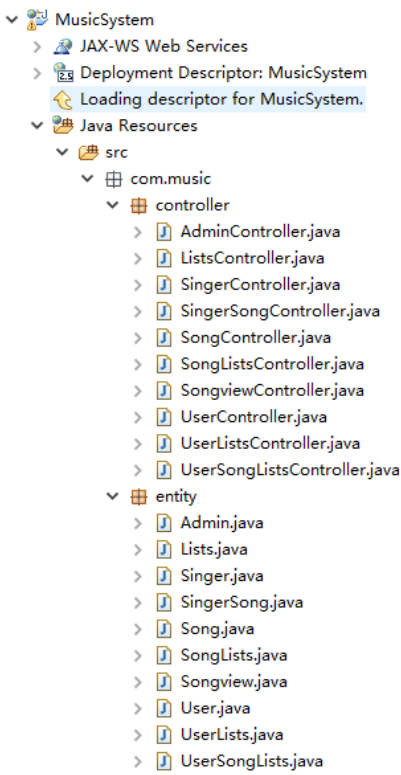 MusicSystem
JAX-WS Web Services
Deployment Descriptor: MusicSystem
Loading descriptor for MusicSystem.
Java Resources
src
com.music
controller
AdminController.java
ListsController.java
SingerController.java
SingerSongController.java
SongController.java
SongListsController.java
SongviewController.java
UserController.java
UserListsController.java
UserSongListsController.java
entity
Admin.java
Lists.java
Singer.java
SingerSong.java
Song.java
SongLists.java
Songview.java
User.java
UserLists.java
UserSongLists.java